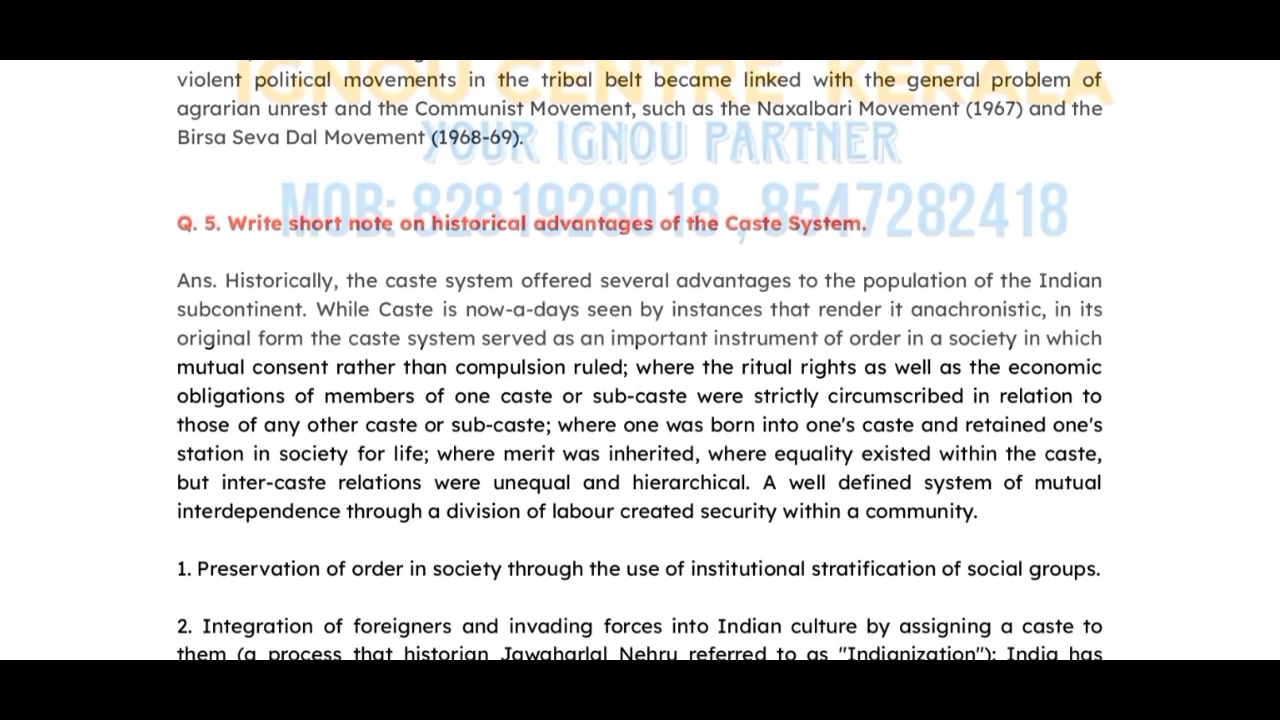 IGNOU CENTRE KERALA
violent political movements in the tribal belt became linked with the general problem of
agrarian unrest and the Communist Movement, such as the Naxalbari Movement (1967) and the
Birsa Seva Dal Movement (1968-69).
YOUR IGNOU PARTNER
MOB: 8281928018 , 8547282418
Q. 5. Write short note on historical advantages of the Caste System.
Ans. Historically, the caste system offered several advantages to the population of the Indian
subcontinent. While Caste is now-a-days seen by instances that render it anachronistic, in its
original form the caste system served as an important instrument of order in a society in which
mutual consent rather than compulsion ruled; where the ritual rights as well as the economic
obligations of members of one caste or sub-caste were strictly circumscribed in relation to
those of any other caste or sub-caste; where one was born into one's caste and retained one's
station in society for life; where merit was inherited, where equality existed within the caste,
but inter-caste relations were unequal and hierarchical. A well defined system of mutual
interdependence through a division of labour created security within a community.
1. Preservation of order in society through the use of institutional stratification of social groups.
2. Integration of foreigners and invading forces into Indian culture by assigning a caste to
them (a process that historian Jawaharlal Nehru referred to as "Indianization"); India has